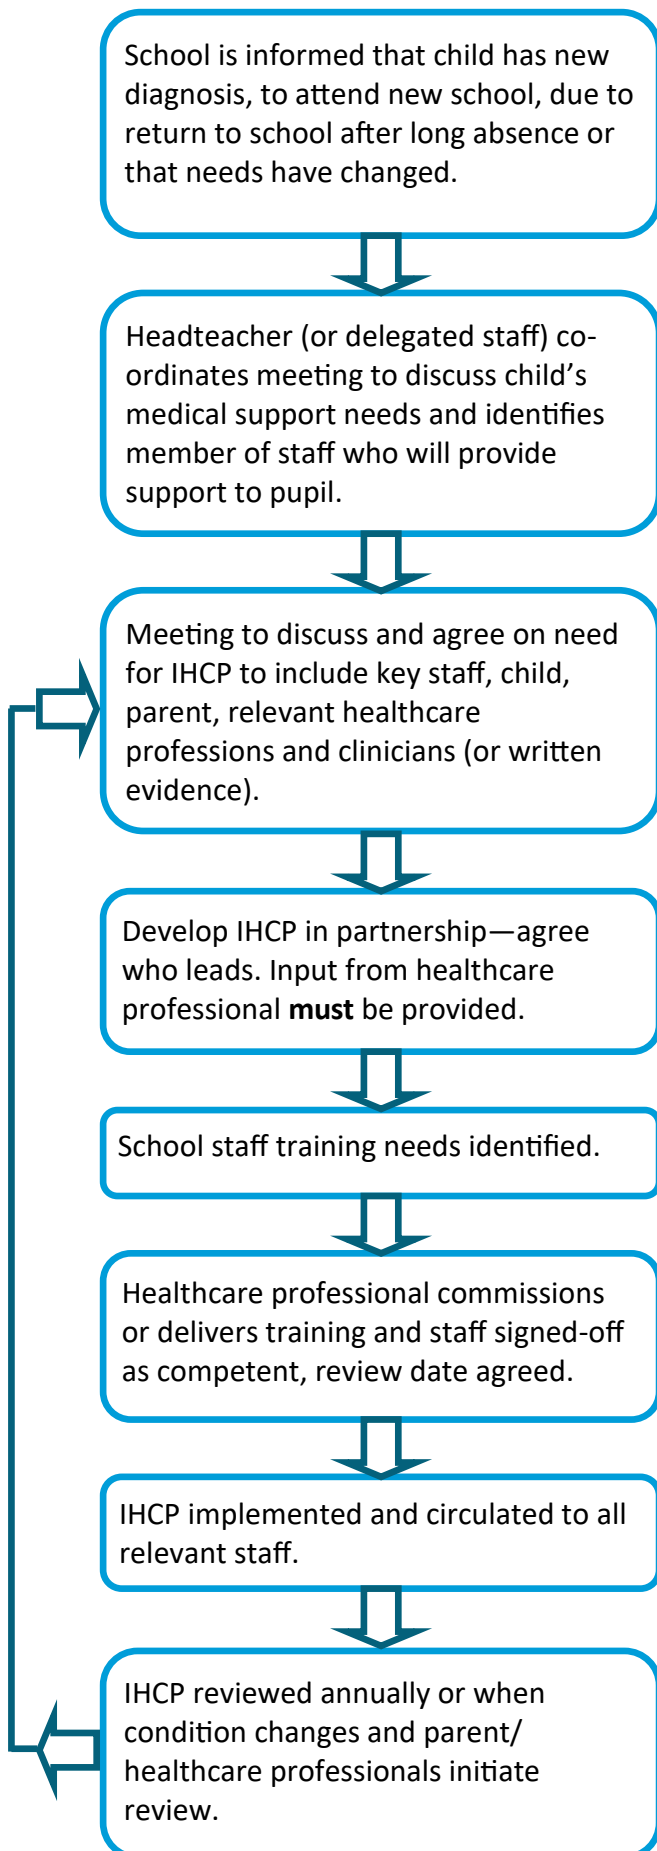 School is informed that child has new
diagnosis, to attend new school, due to
return to school after long absence or
that needs have changed.
Headteacher (or delegated staff) co-
ordinates meeting to discuss child’s
medical support needs and identifies
member of staff who will provide
support to pupil.
Meeting to discuss and agree on need
for IHCP to include key staff, child,
parent, relevant healthcare
professions and clinicians (or written
evidence).
Develop IHCP in partnership—agree
who leads. Input from healthcare
professional must be provided.
School staff training needs identified.
Healthcare professional commissions
or delivers training and staff signed-off
as competent, review date agreed.
IHCP implemented and circulated to all
relevant staff.
IHCP reviewed annually or when
condition changes and parent/
healthcare professionals initiate
review.